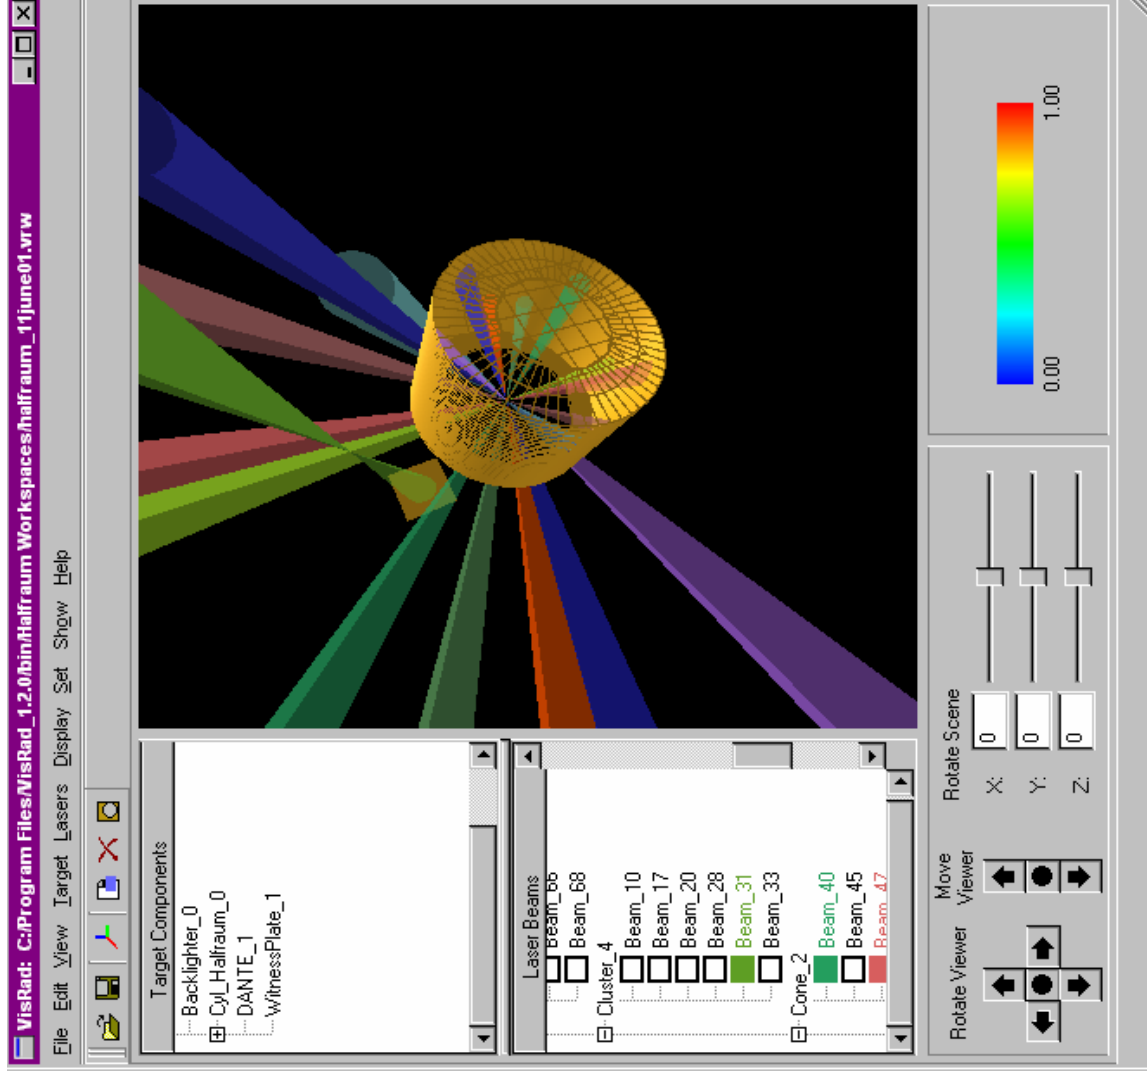 VisRad: C:/Program Files/VisRad_1.2.0/bin/Halfraum Workspaces/halfraum_11june01.vrw
File Edit View Target Lasers Display Set Show Help
Target Components
Backlighter_0
Cyl_Halfraum_0
DANTE_1
WitnessPlate_1
Laser Beams
Beam_66
Beam_68
Cluster_4
Beam_10
Beam_17
Beam_20
Beam_28
Beam_31
Beam_33
Cone_2
Beam_40
Beam_45
Beam_47
Rotate Viewer
Move
Viewer
Rotate Scene
X: 0
Y: 0
Z: 0
0.00 1.00